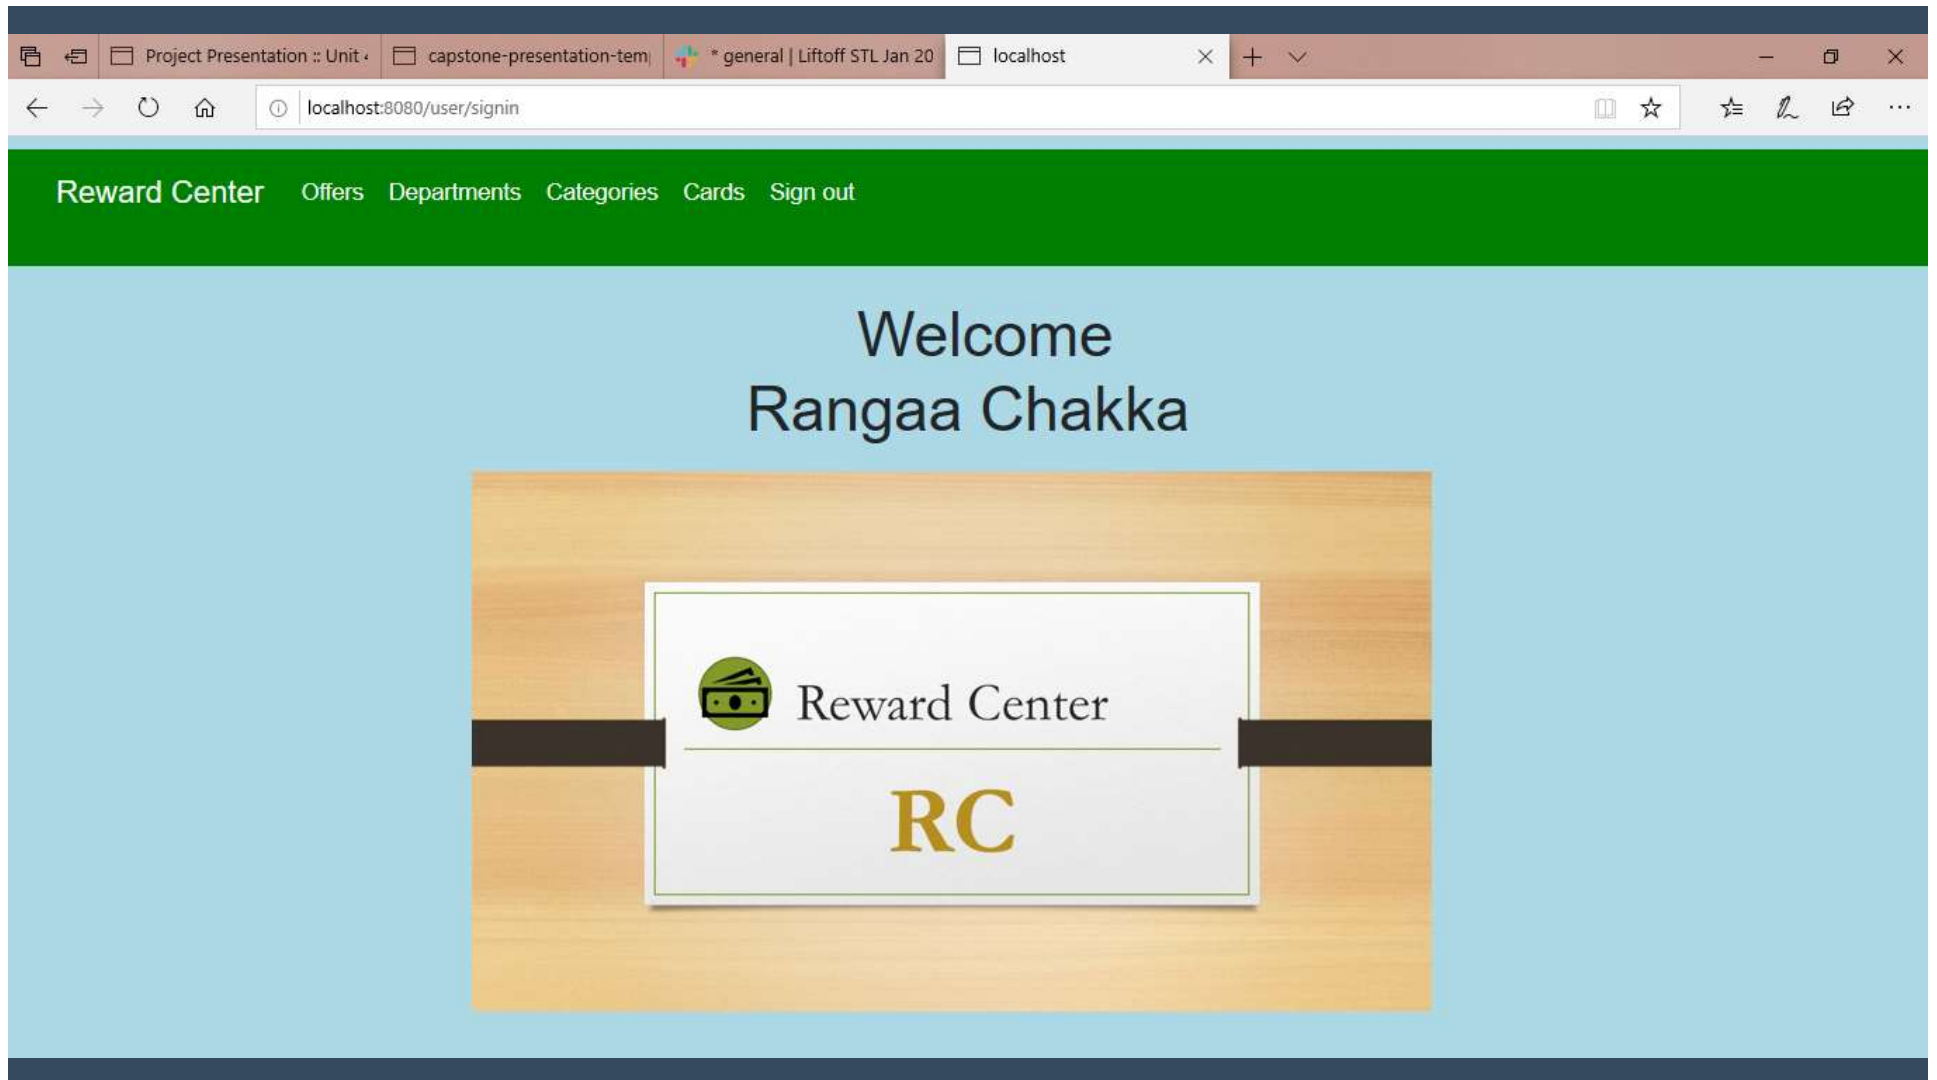 Project Presentation :: Unit 4
capstone-presentation-tem
* general | Liftoff STL Jan 20
localhost
localhost:8080/user/signin
Reward Center
Offers
Departments
Categories
Cards
Sign out
Welcome
Rangaa Chakka
Reward Center
RC